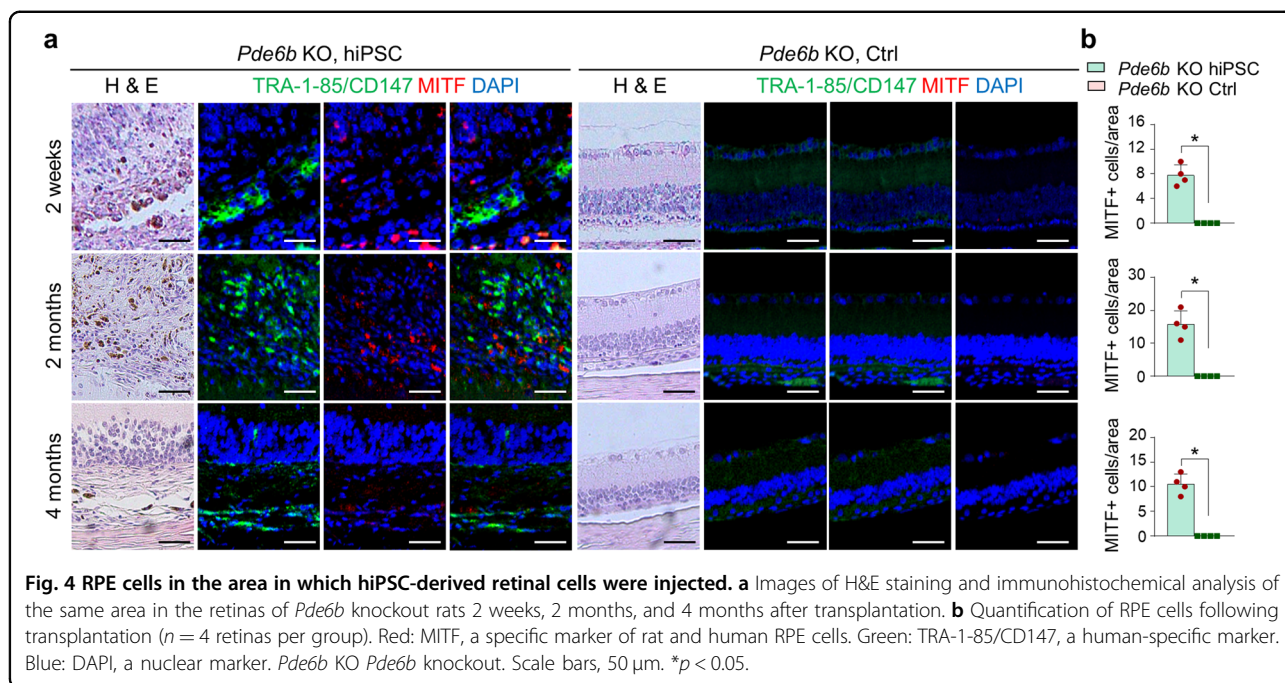 a
Pde6b KO, hiPSC
Pde6b KO, Ctrl
H & E
TRA-1-85/CD147 MITF DAPI
H & E
TRA-1-85/CD147 MITF DAPI
2 weeks
2 months
4 months
b
Pde6b KO hiPSC
Pde6b KO Ctrl
MITF+ cells/area
16
12
8
4
0
*
MITF+ cells/area
30
20
10
0
*
MITF+ cells/area
20
15
10
5
0
*
Fig. 4 RPE cells in the area in which hiPSC-derived retinal cells were injected. a Images of H&E staining and immunohistochemical analysis of
the same area in the retinas of Pde6b knockout rats 2 weeks, 2 months, and 4 months after transplantation. b Quantification of RPE cells following
transplantation (n = 4 retinas per group). Red: MITF, a specific marker of rat and human RPE cells. Green: TRA-1-85/CD147, a human-specific marker.
Blue: DAPI, a nuclear marker. Pde6b KO Pde6b knockout. Scale bars, 50 μm. *p < 0.05.